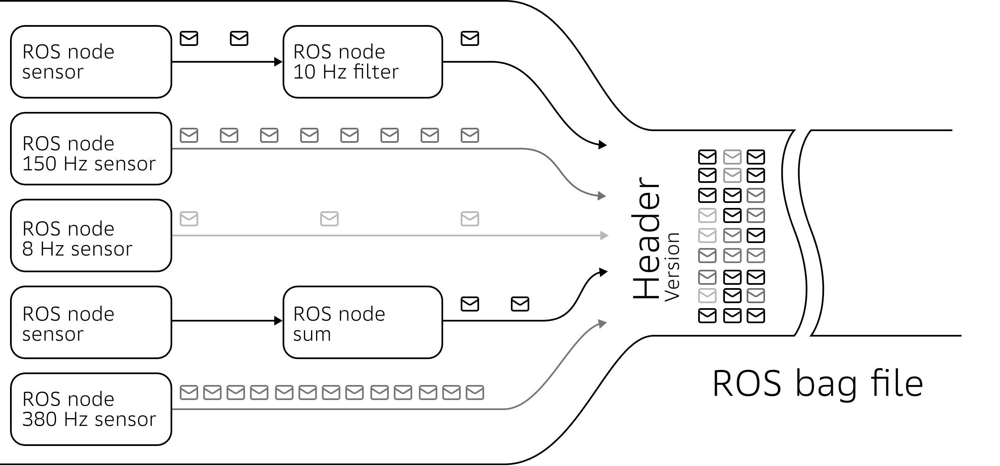 ROS node
sensor
ROS node
10 Hz filter
ROS node
150 Hz sensor
ROS node
8 Hz sensor
ROS node
sensor
ROS node
sum
ROS node
380 Hz sensor
Header
Version
ROS bag file